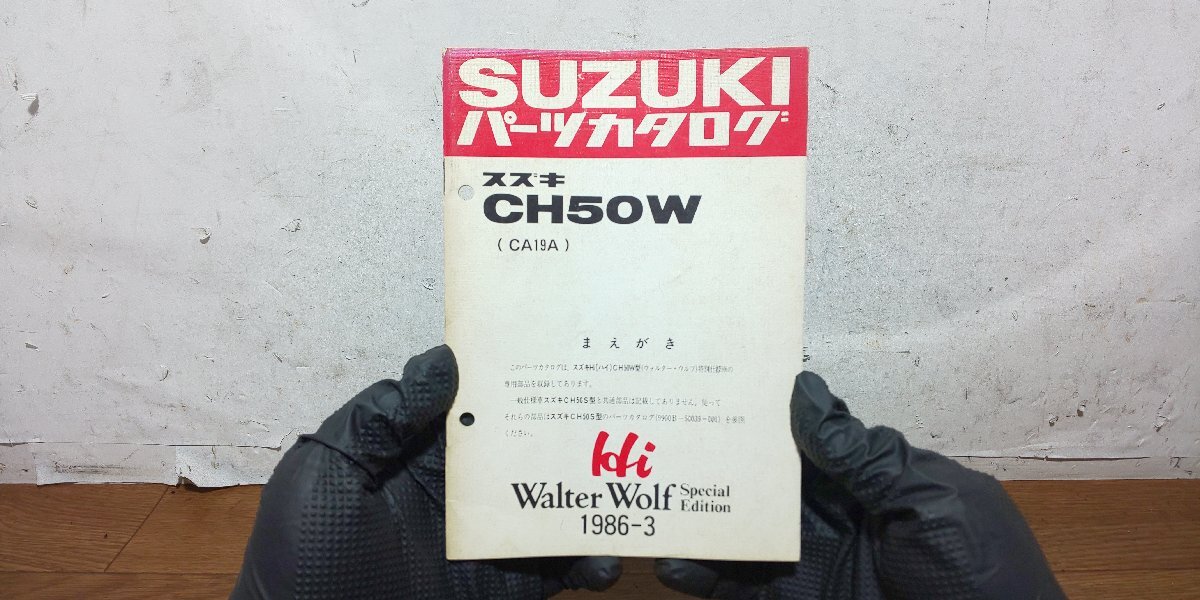 SUZUKI
パーツカタログ
スズキ
CH50W
(CA19A)
まえがき
このパーツカタログは、スズキHi(ハイ)CH50W型(ウォルター・ウルフ)特別仕様車の
専用部品を収録してあります。
一般仕様車スズキCH50S型と共通部品は記載してありません。従って
それらの部品はスズキCH50S型のパーツカタログ(9900B-50039-000)を参照
ください。
Hi
Walter Wolf Special Edition
1986-3